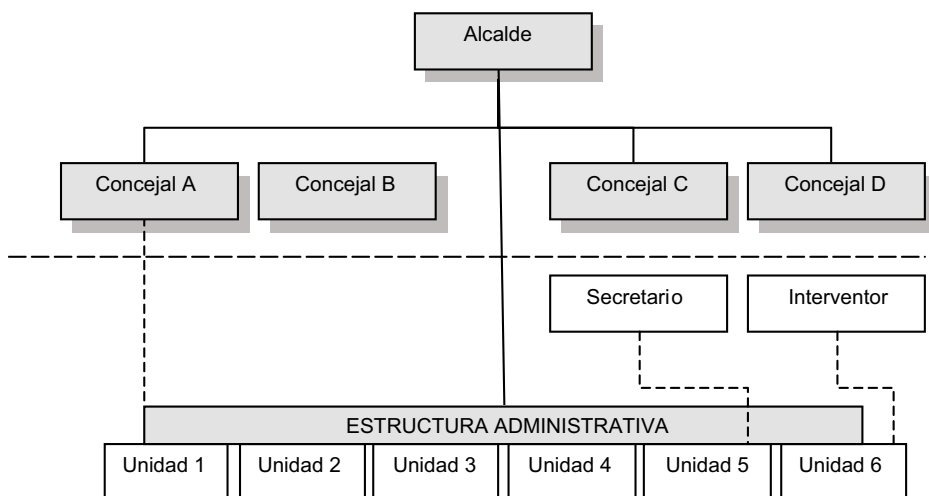 Alcalde
Concejal A
Concejal B
Concejal C
Concejal D
Secretario
Interventor
ESTRUCTURA ADMINISTRATIVA
Unidad 1
Unidad 2
Unidad 3
Unidad 4
Unidad 5
Unidad 6